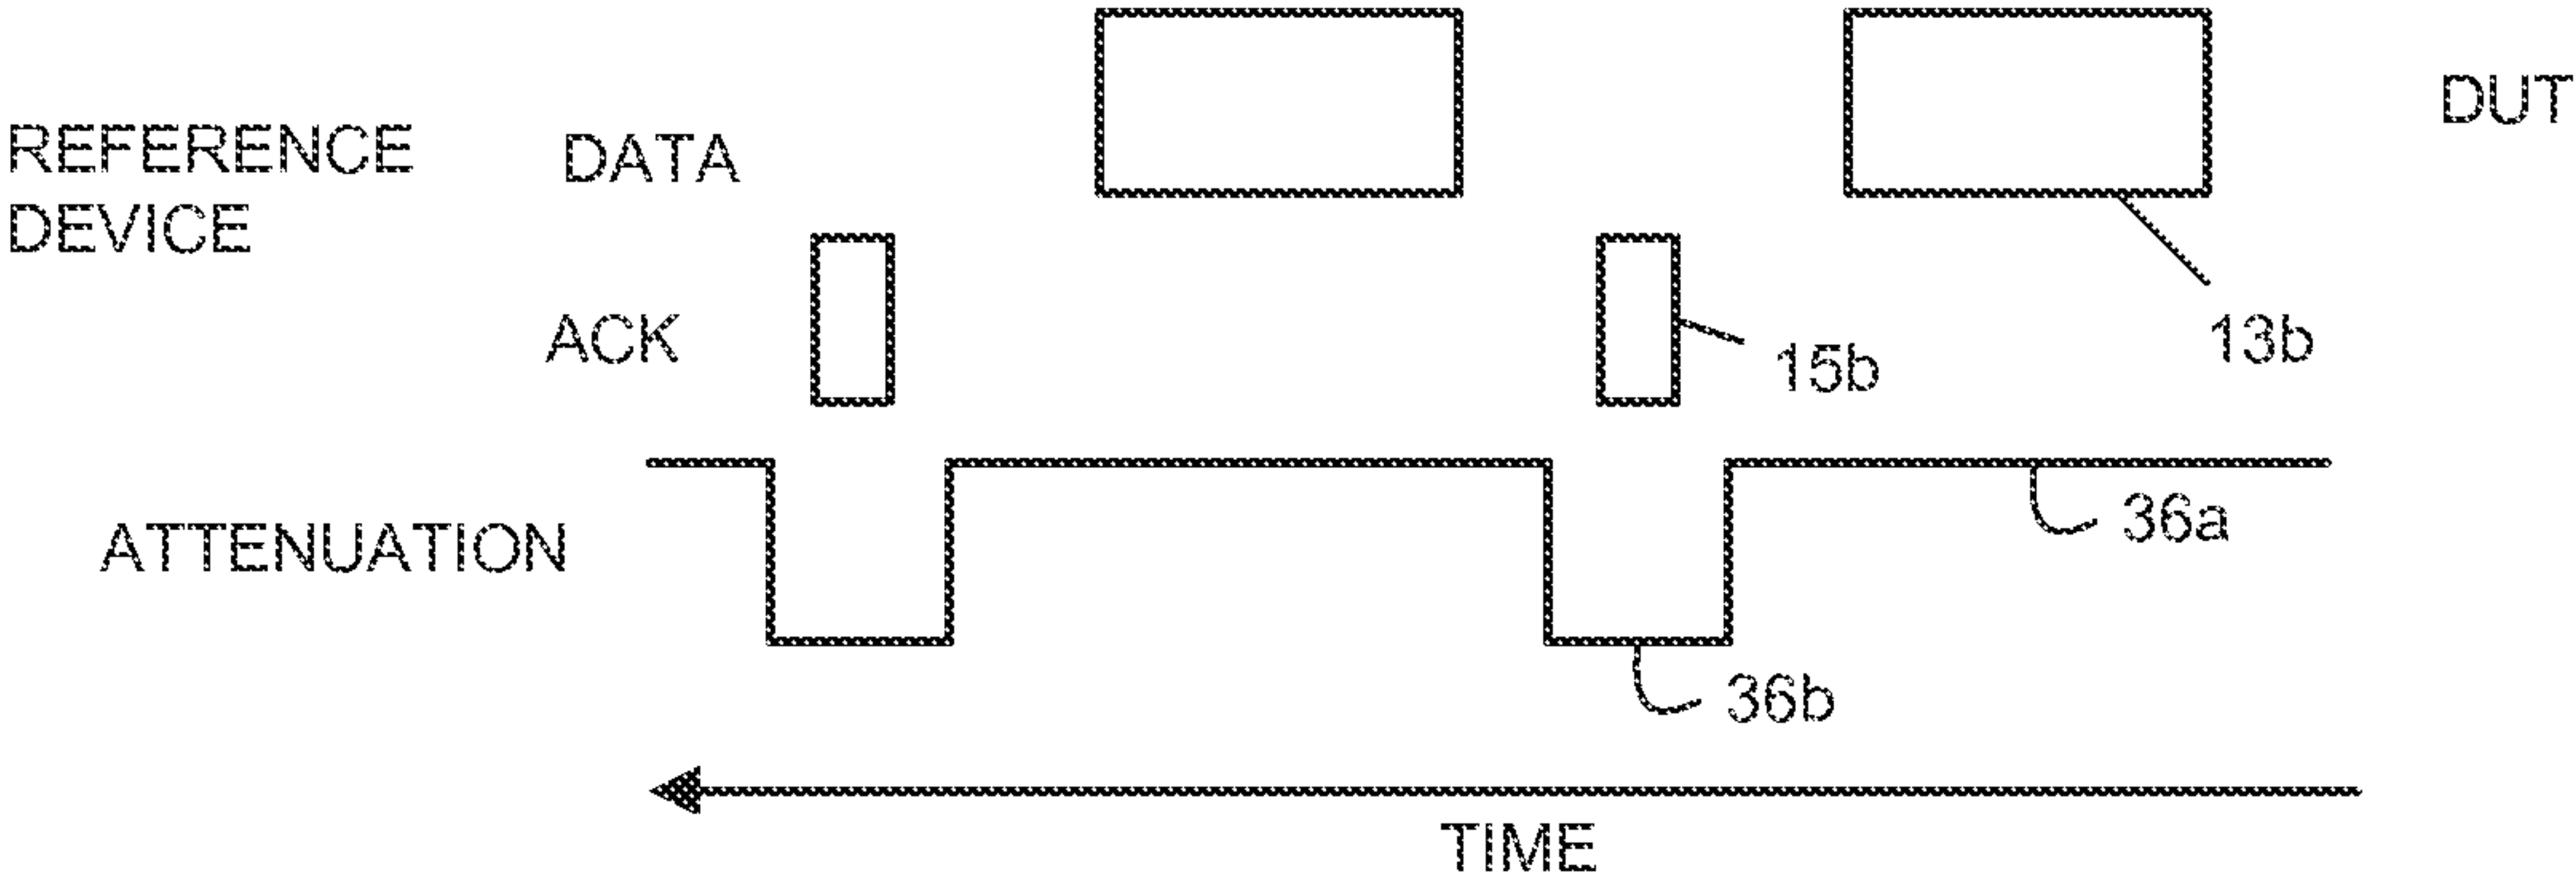 DUT
REFERENCE
DEVICE
DATA
13b
ACK
15b
36a
ATTENUATION
36b
TIME